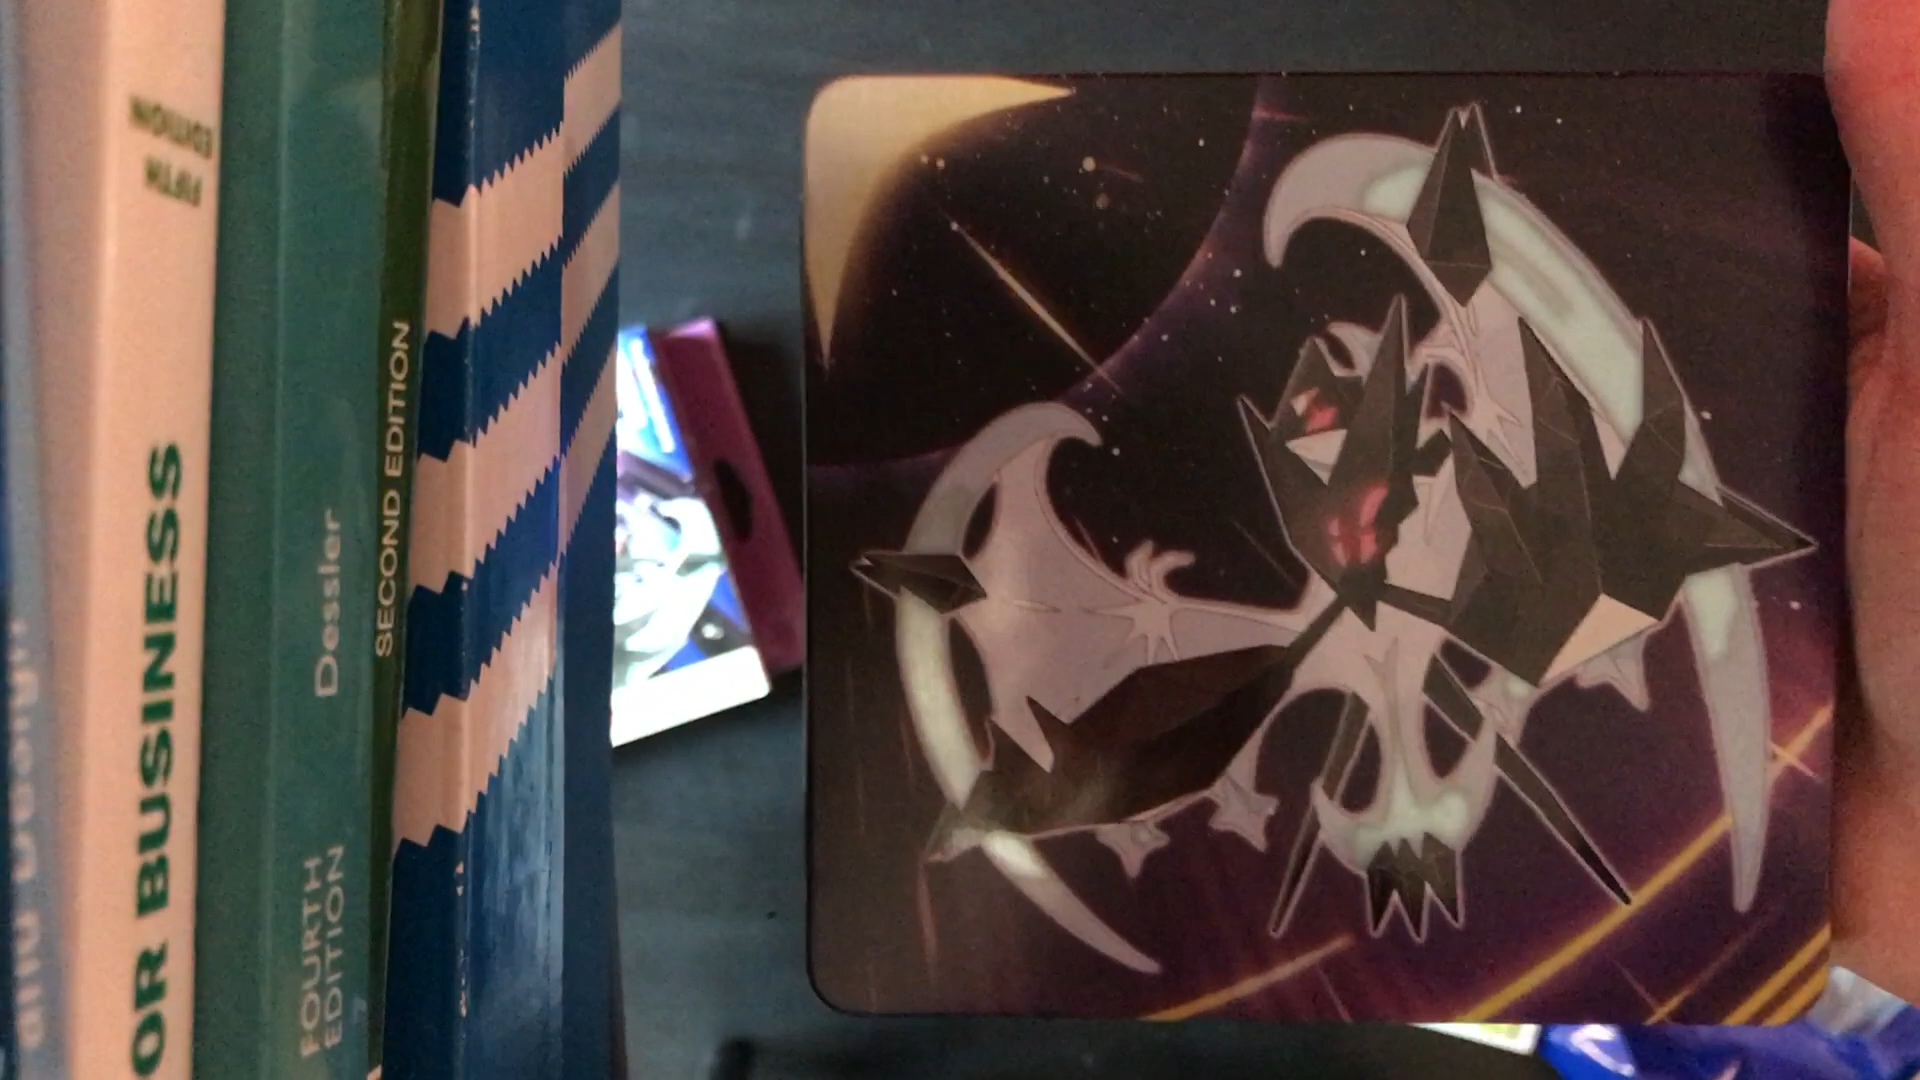 FIFTH
EDITION
OR BUSINESS
Dessler
FOURTH
EDITION
SECOND EDITION